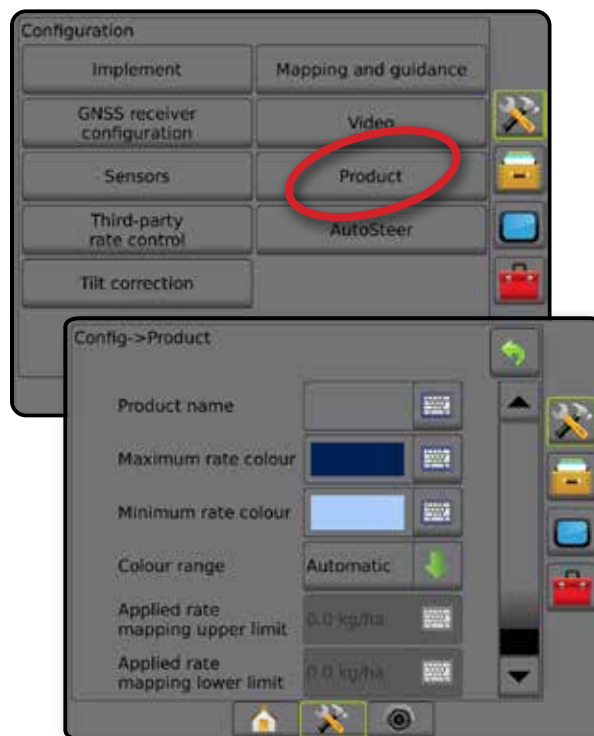 Configuration
Implement
Mapping and guidance
GNSS receiver
configuration
Video
Sensors
Product
Third-party
rate control
AutoSteer
Tilt correction
Config->Product
Product name
Maximum rate colour
Minimum rate colour
Colour range
Automatic
Applied rate
mapping upper limit
0.0 kg/ha
Applied rate
mapping lower limit
0.0 kg/ha